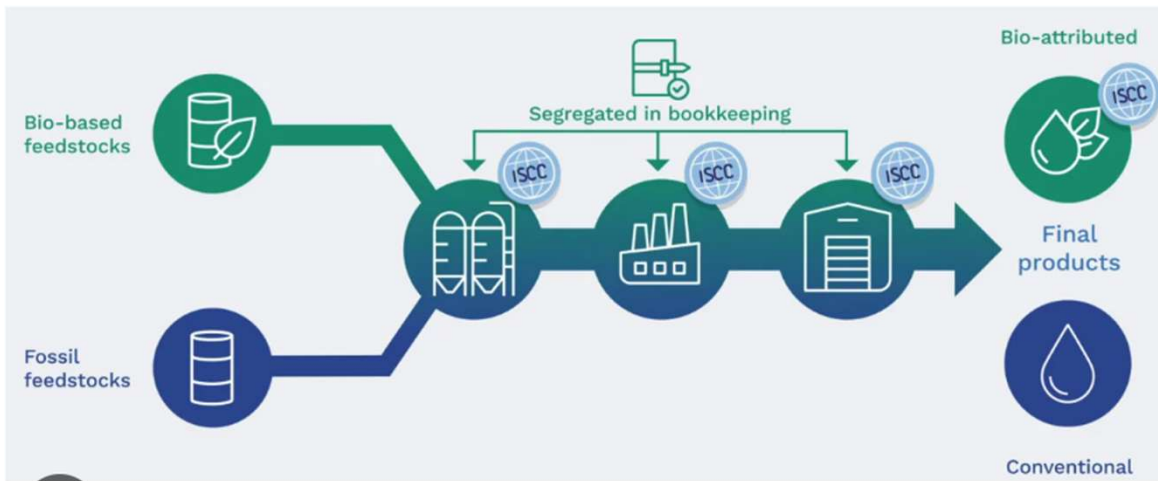 Bio-attributed
ISCC
Segregated in bookkeeping
Bio-based
feedstocks
ISCC
ISCC
ISCC
Final
products
Fossil
feedstocks
Conventional